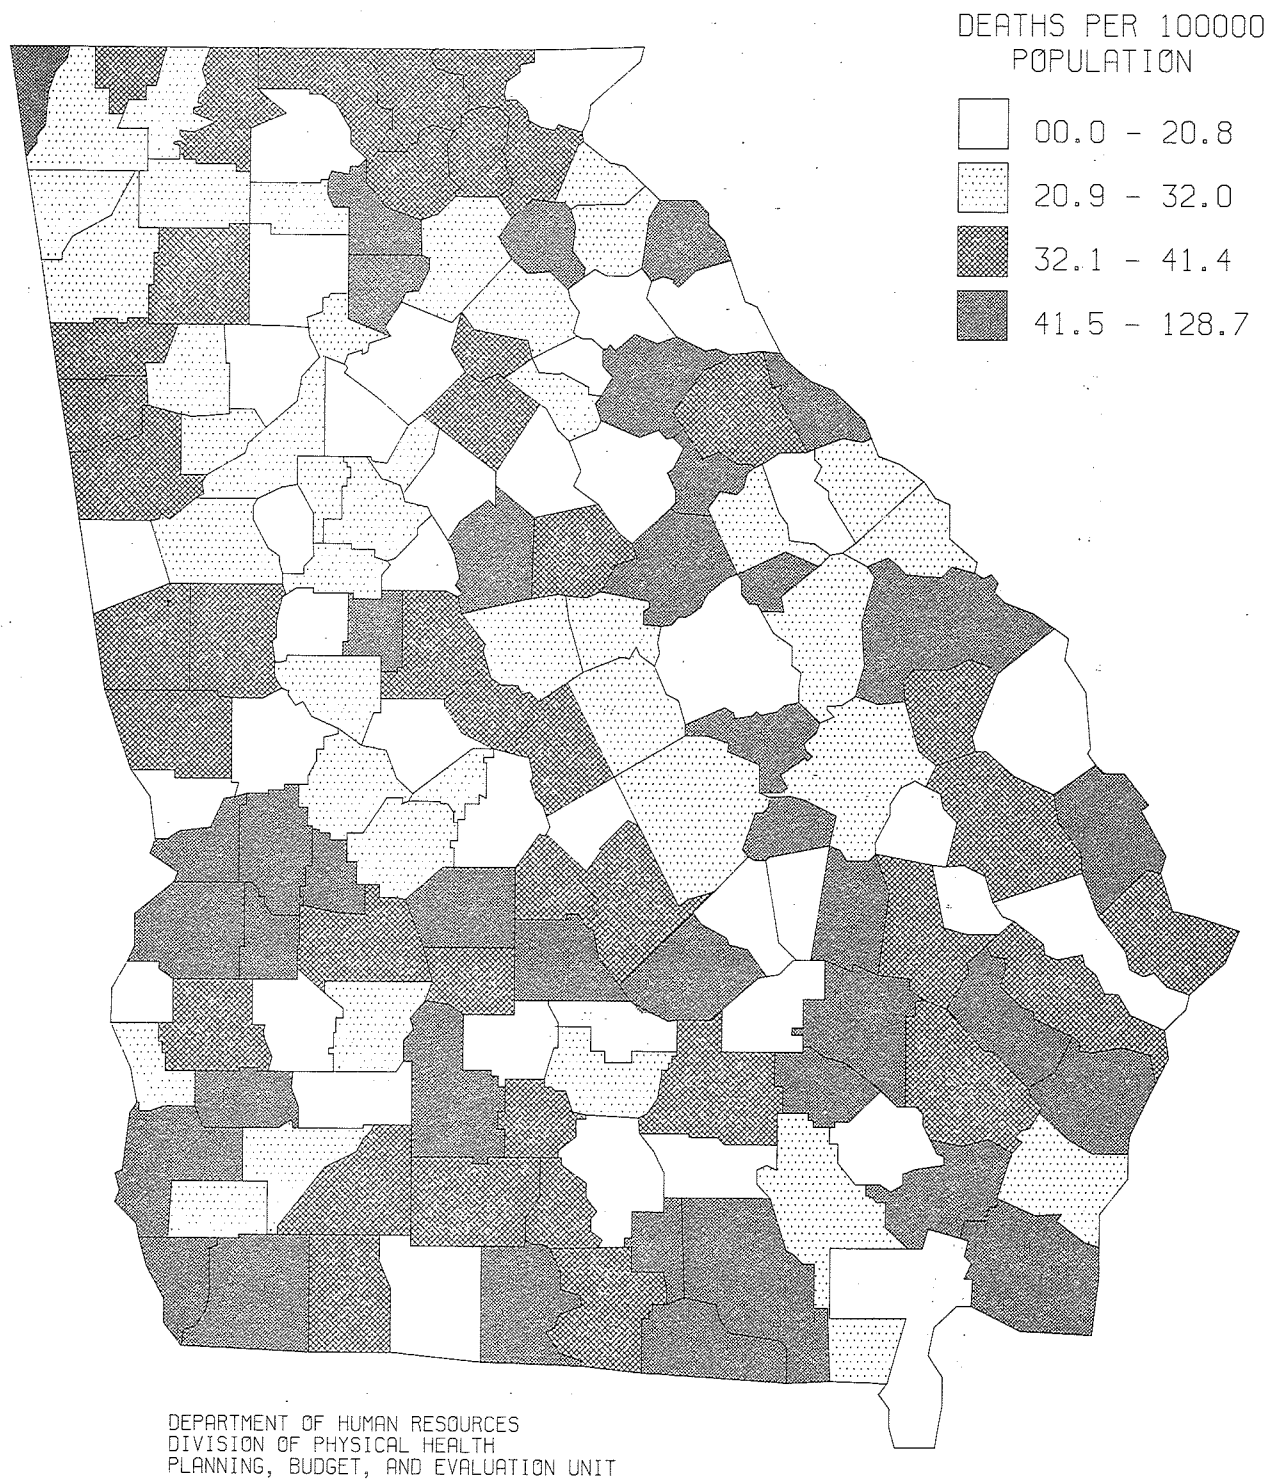 DEATHS PER 100000
POPULATION
00.0 - 20.8
20.9 - 32.0
32.1 - 41.4
41.5 - 128.7
DEPARTMENT OF HUMAN RESOURCES
DIVISION OF PHYSICAL HEALTH
PLANNING, BUDGET, AND EVALUATION UNIT